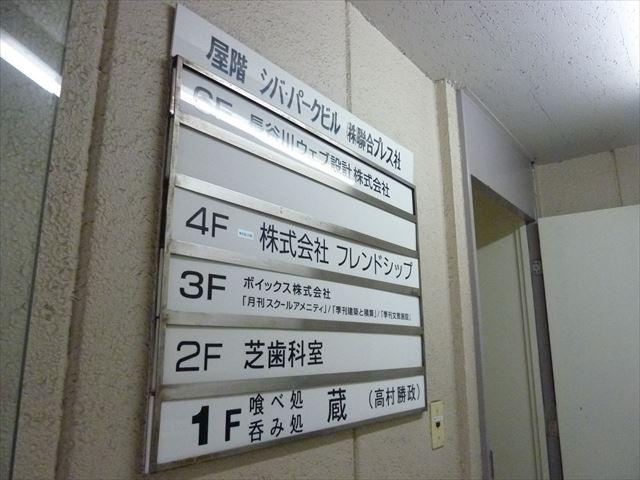 屋階 シバ・パークビル ㈱聯合プレス社
6F 長谷川ウェブ設計株式会社
4F 株式会社 フレンドシップ
3F ボイックス株式会社
「月刊スクールアメニティ」/「季刊建築と積算」/「季刊文教施設」
2F 芝歯科室
1F 喰べ処 呑み処 蔵 (高村勝政)